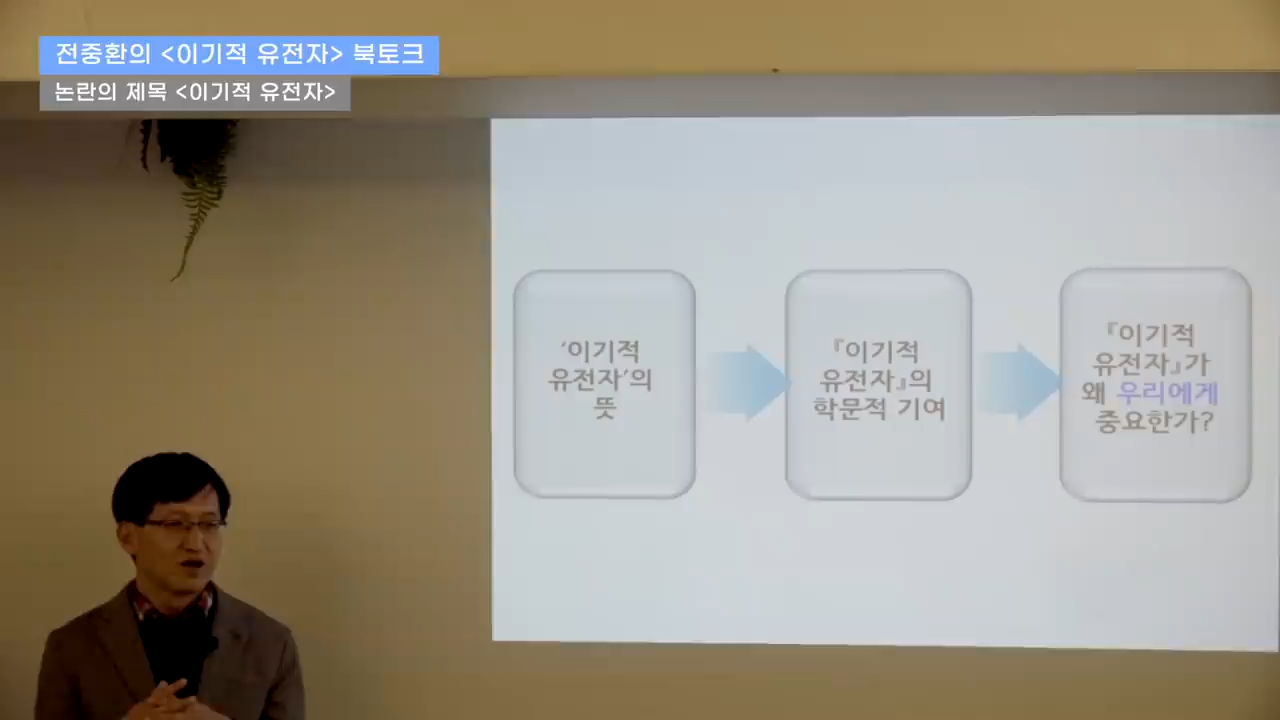 전중환의 <이기적 유전자> 북토크
논란의 제목 <이기적 유전자>
‘이기적
유전자’의
뜻
『이기적
유전자』의
학문적 기여
『이기적
유전자』가
왜 우리에게
중요한가?